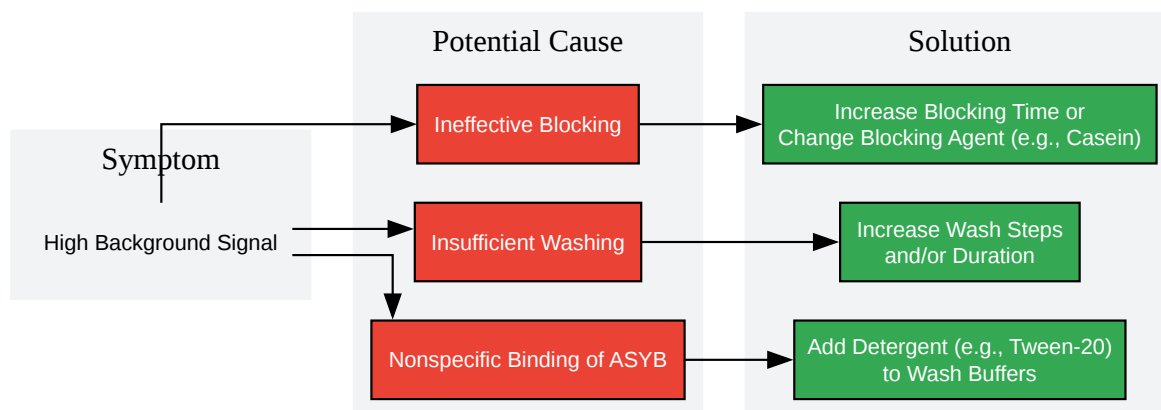 Potential Cause
Solution
Ineffective Blocking
Increase Blocking Time or
Change Blocking Agent (e.g., Casein)
Symptom
High Background Signal
Insufficient Washing
Increase Wash Steps
and/or Duration
Nonspecific Binding of ASYB
Add Detergent (e.g., Tween-20)
to Wash Buffers